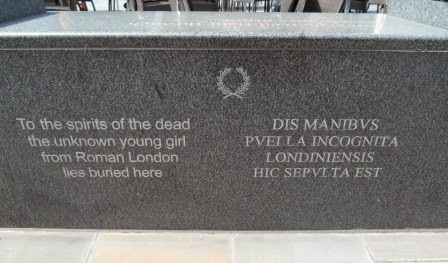 To the spirits of the dead
the unknown young girl
from Roman London
lies buried here
DIS MANIBVS
PVELLA INCOGNITA
LONDINIENSIS
HIC SEPVLTA EST